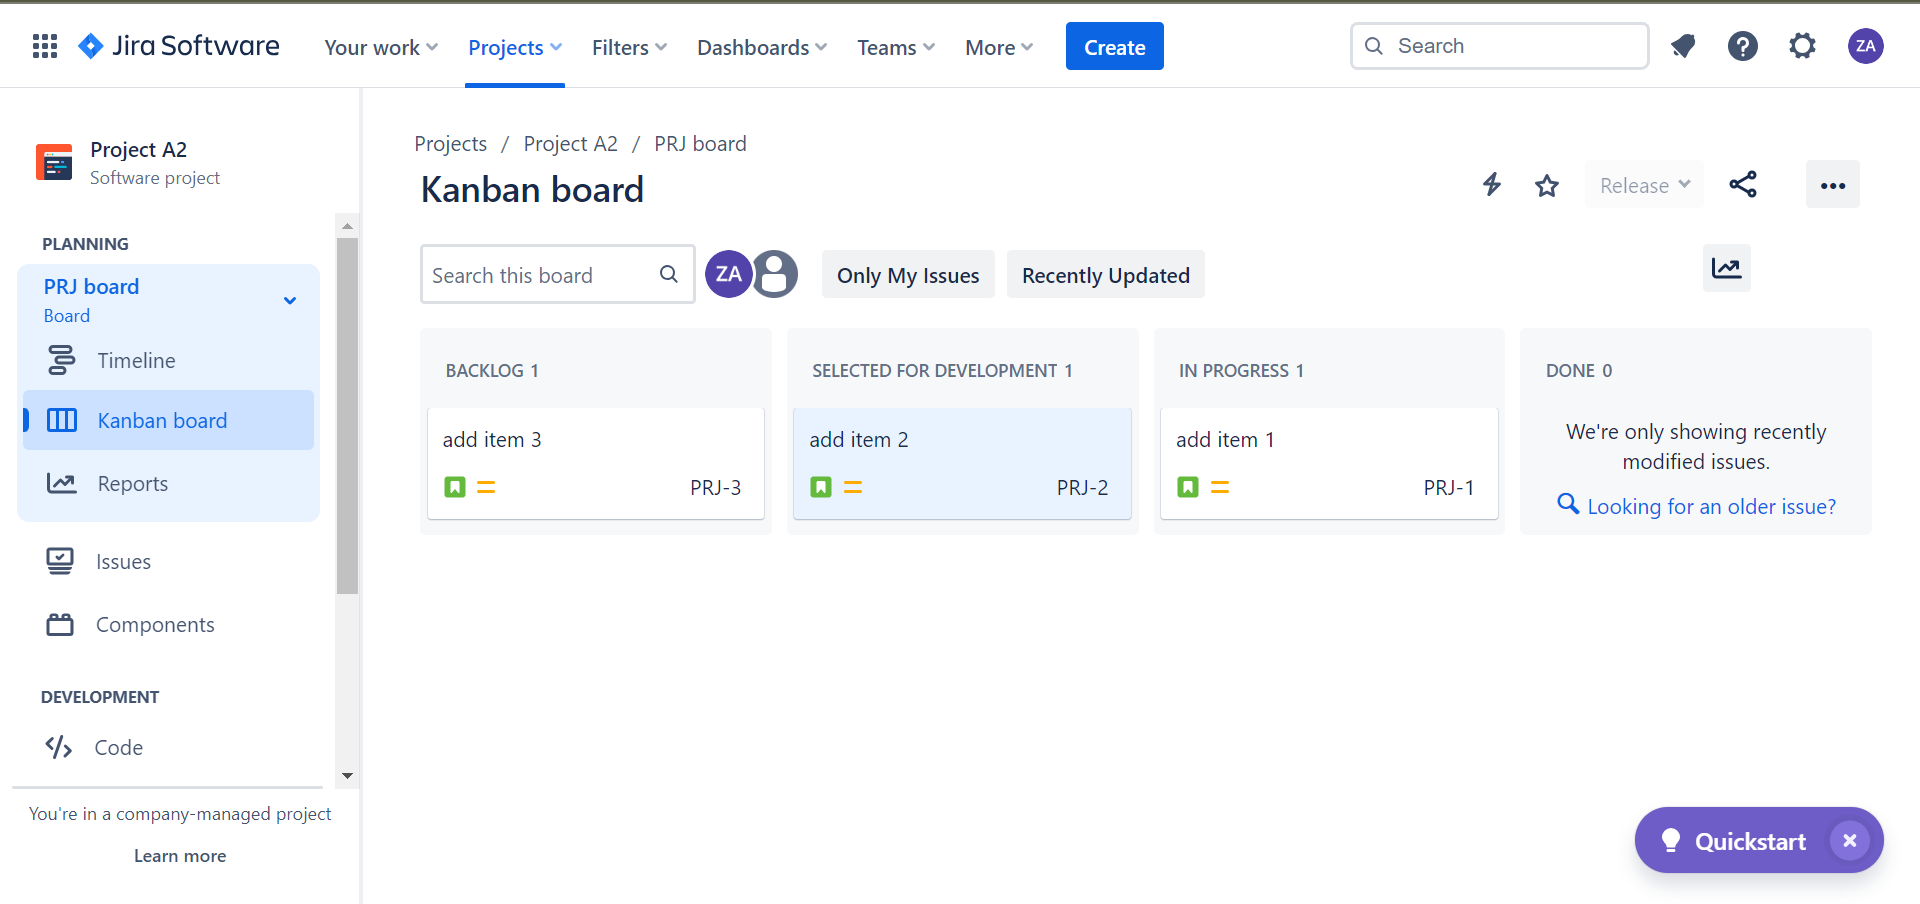 Jira Software
Your work
Projects
Filters
Dashboards
Teams
More
Create
Search
ZA
Project A2
Software project
PLANNING
PRJ board
Board
Timeline
Kanban board
Reports
Issues
Components
DEVELOPMENT
Code
You're in a company-managed project
Learn more
Projects / Project A2 / PRJ board
Kanban board
Release
Search this board
ZA
Only My Issues
Recently Updated
BACKLOG 1
add item 3
PRJ-3
SELECTED FOR DEVELOPMENT 1
add item 2
PRJ-2
IN PROGRESS 1
add item 1
PRJ-1
DONE 0
We're only showing recently
modified issues.
Looking for an older issue?
Quickstart